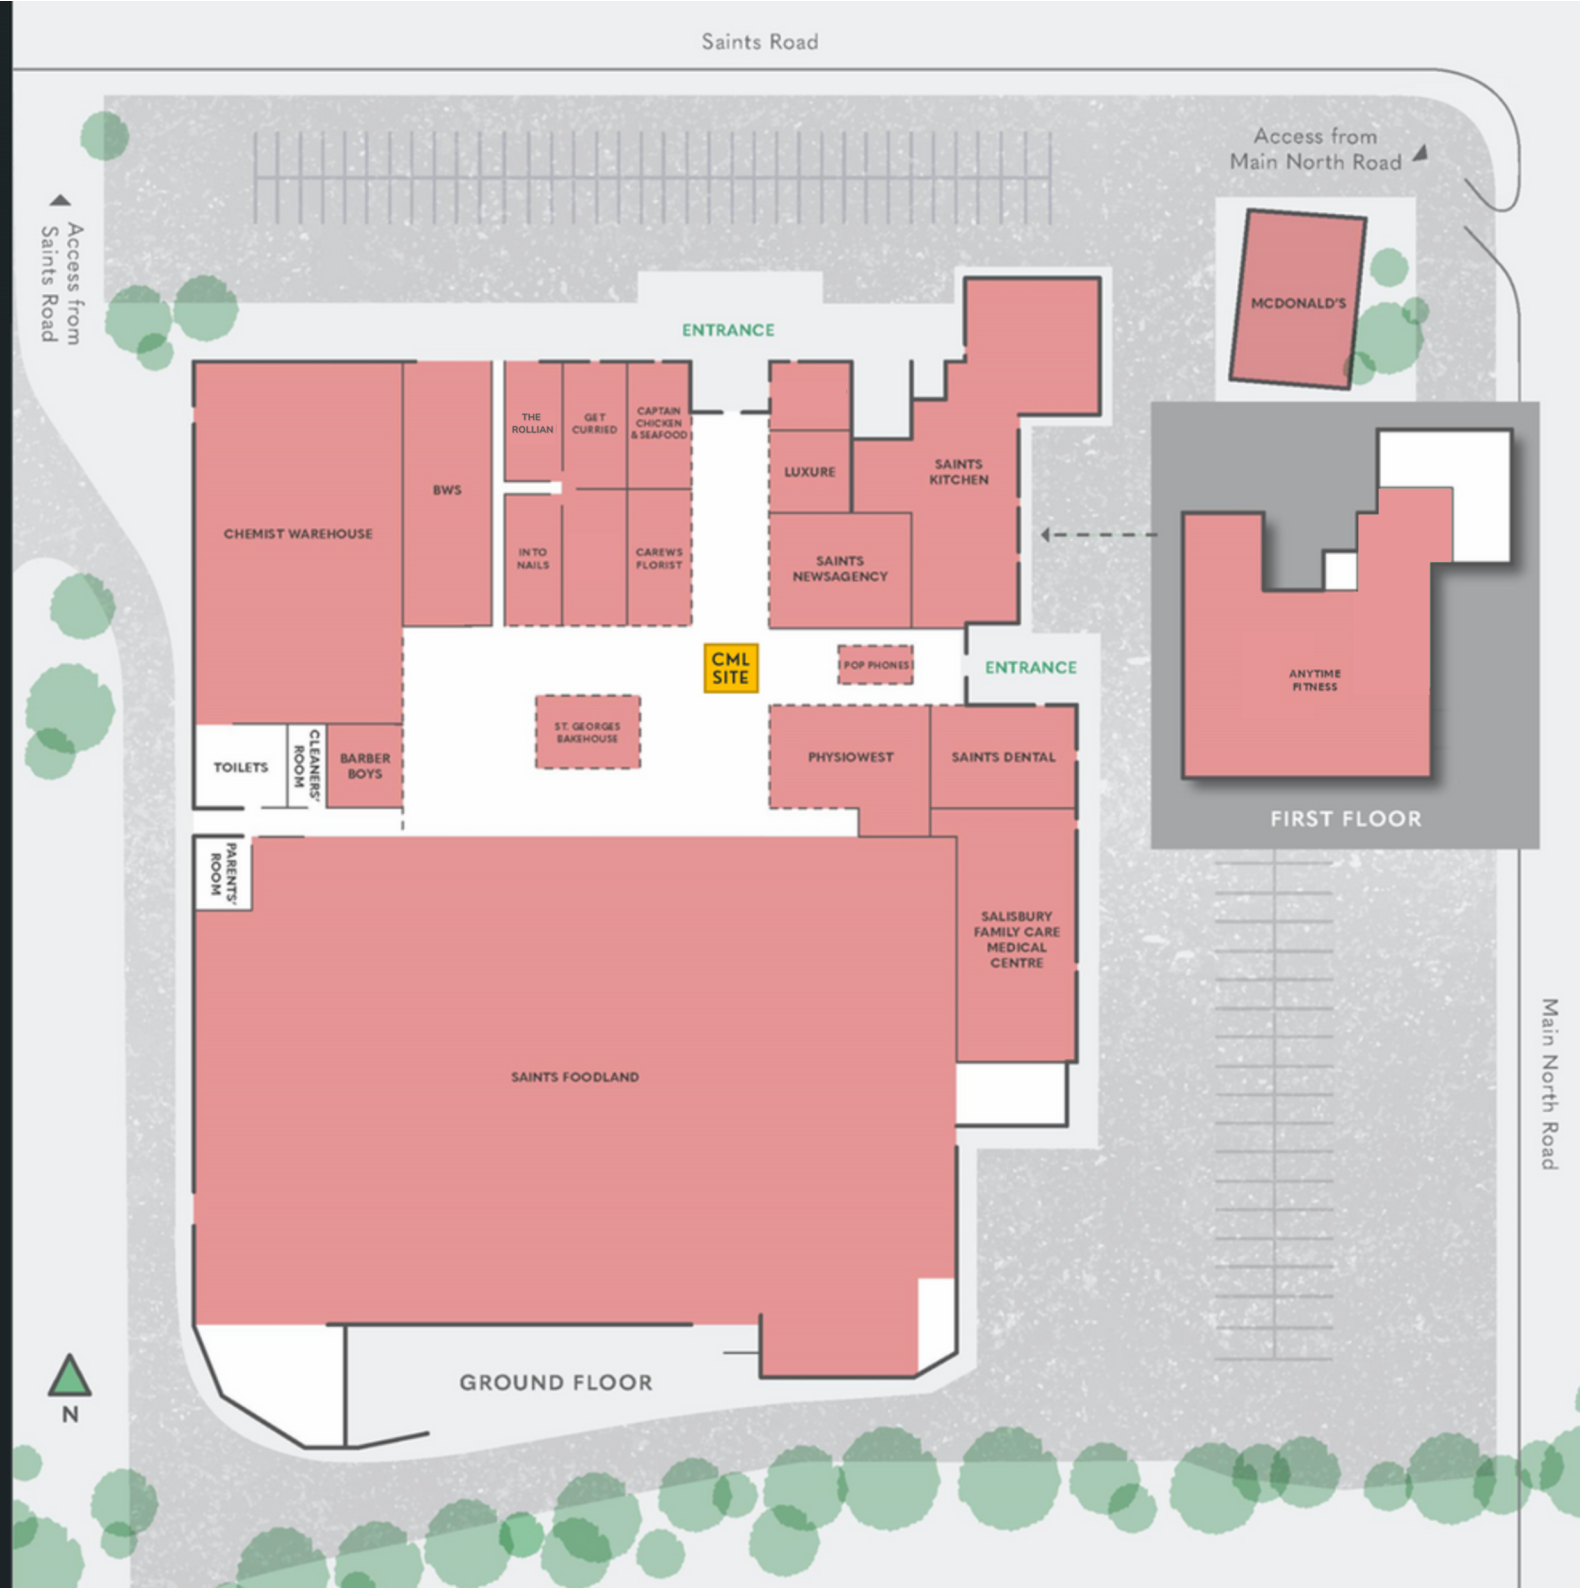 Saints Road
Access from
Main North Road
Access from
Saints Road
MCDONALD'S
ENTRANCE
THE
ROLLIAN
GET
CURRIED
CAPTAIN
CHICKEN
& SEAFOOD
BWS
LUXURE
SAINTS
KITCHEN
CHEMIST WAREHOUSE
IN TO
NAILS
CAREWS
FLORIST
SAINTS
NEWSAGENCY
CML
SITE
POP PHONES
ENTRANCE
ANYTIME
FITNESS
ST. GEORGES
BAKEHOUSE
TOILETS
CLEANERS'
ROOM
BARBER
BOYS
PHYSIOWEST
SAINTS DENTAL
FIRST FLOOR
PARENTS'
ROOM
SALISBURY
FAMILY CARE
MEDICAL
CENTRE
SAINTS FOODLAND
Main North Road
GROUND FLOOR
N